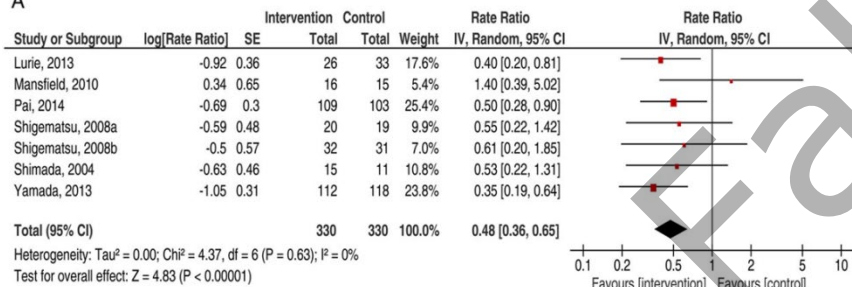 A
Intervention Control Rate Ratio Rate Ratio
Study or Subgroup log[Rate Ratio] SE Total Total Weight IV, Random, 95% CI IV, Random, 95% CI
Lurie, 2013 -0.92 0.36 26 33 17.6% 0.40 [0.20, 0.81]
Mansfield, 2010 0.34 0.65 16 15 5.4% 1.40 [0.39, 5.02]
Pai, 2014 -0.69 0.3 109 103 25.4% 0.50 [0.28, 0.90]
Shigematsu, 2008a -0.59 0.48 20 19 9.9% 0.55 [0.22, 1.42]
Shigematsu, 2008b -0.5 0.57 32 31 7.0% 0.61 [0.20, 1.85]
Shimada, 2004 -0.63 0.46 15 11 10.8% 0.53 [0.22, 1.31]
Yamada, 2013 -1.05 0.31 112 118 23.8% 0.35 [0.19, 0.64]
Total (95% CI) 330 330 100.0% 0.48 [0.36, 0.65]
Heterogeneity: Tau² = 0.00; Chi² = 4.37, df = 6 (P = 0.63); I² = 0%
Test for overall effect: Z = 4.83 (P < 0.00001)
0.1 0.2 0.5 1 2 5 10
Favours [intervention] Favours [control]
Fa